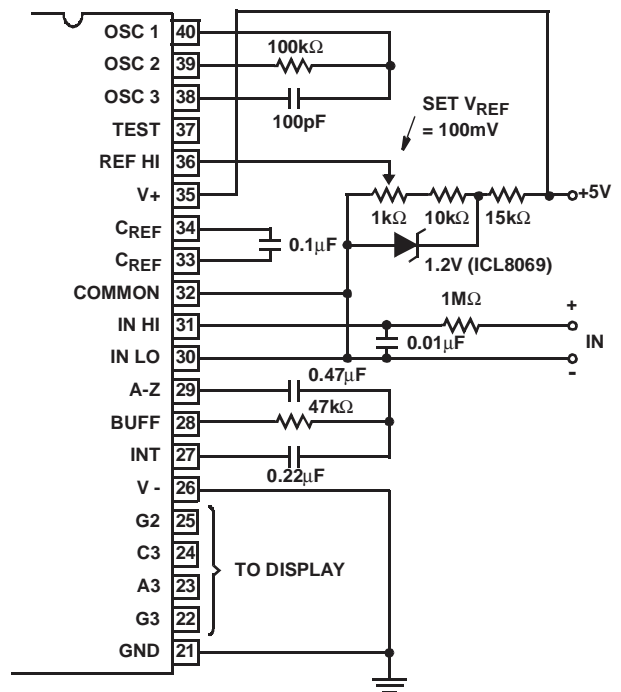 OSC 1 40
OSC 2 39
OSC 3 38
TEST 37
REF HI 36
V+ 35
CREF 34
CREF 33
COMMON 32
IN HI 31
IN LO 30
A-Z 29
BUFF 28
INT 27
V - 26
G2 25
C3 24
A3 23
G3 22
GND 21
100kΩ
100pF
SET VREF
= 100mV
+5V
1kΩ 10kΩ 15kΩ
0.1µF
1.2V (ICL8069)
1MΩ
+
IN
-
0.01µF
0.47µF
47kΩ
0.22µF
TO DISPLAY